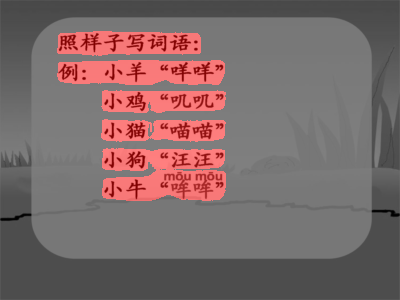 照样子写词语：
例：小羊“咩咩”
小鸡“叽叽”
小猫“喵喵”
小狗“汪汪”
mōu mōu
小牛“哞哞”